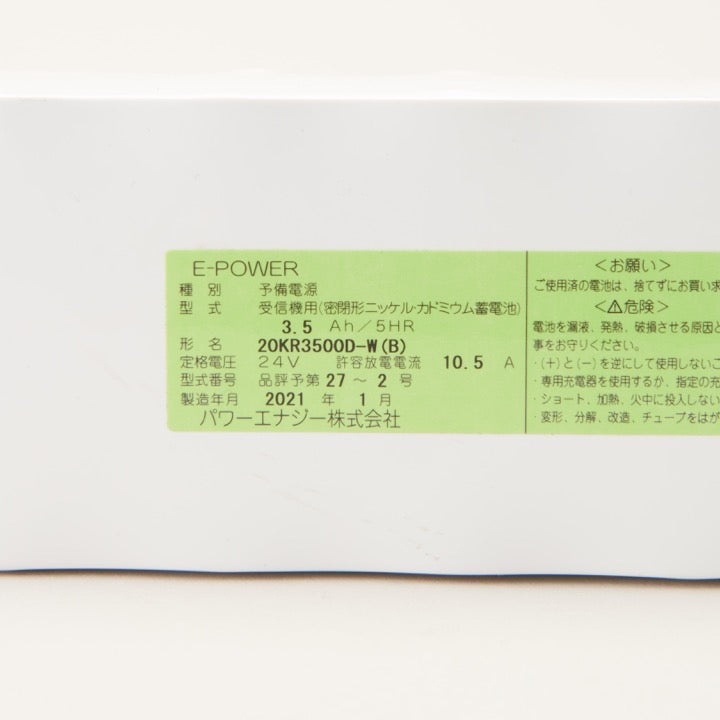 E-POWER
種 別 予備電源
型 式 受信機用(密閉形ニッケル・カドミウム蓄電池)
3.5 Ah/5HR
形 名 20KR3500D-W(B)
定格電圧 24V 許容放電電流 10.5 A
型式番号 品評予第27~2号
製造年月 2021 年 1 月
パワーエナジー株式会社
<お願い>
ご使用済の電池は、捨てずにお買い求
<⚠危険>
電池を漏液、発熱、破損させる原因と
事をお守りください。
・(+)と(−)を逆にして使用しないこ
・専用充電器を使用するか、指定の充
・ショート、加熱、火中に投入しない
・変形、分解、改造、チューブをはが